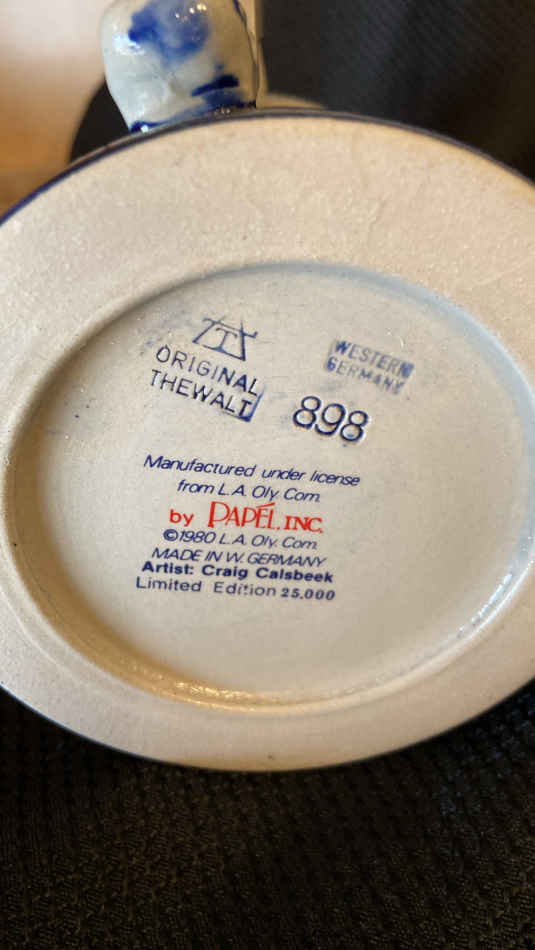 T
ORIGINAL
THEWALT
WESTERN
GERMANY
898
Manufactured under license
from L.A. Oly. Com.
by PAPÉL, INC.
©1980 L.A. Oly. Com.
MADE IN W. GERMANY
Artist: Craig Calsbeek
Limited Edition 25,000